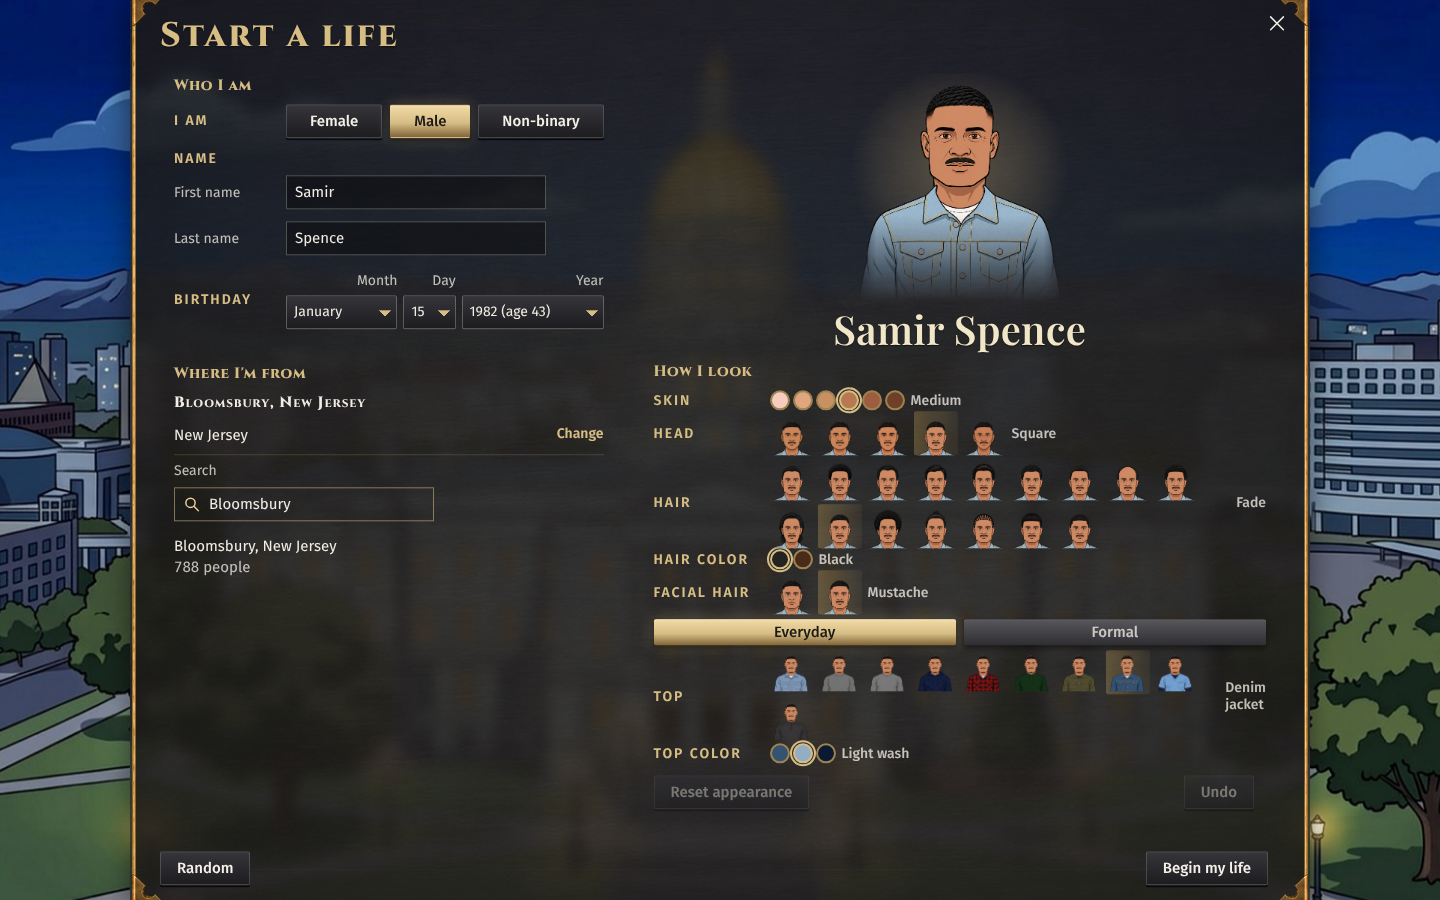 Start a life
Who I am
I AM
Female
Male
Non-binary
NAME
First name
Samir
Last name
Spence
Month
Day
Year
BIRTHDAY
January
15
1982 (age 43)
Where I'm from
Bloomsbury, New Jersey
New Jersey
Change
Search
Bloomsbury
Bloomsbury, New Jersey
788 people
Random
Samir Spence
How I look
SKIN
Medium
HEAD
Square
HAIR
Fade
HAIR COLOR
Black
FACIAL HAIR
Mustache
Everyday
Formal
TOP
Denim
jacket
TOP COLOR
Light wash
Reset appearance
Undo
Begin my life